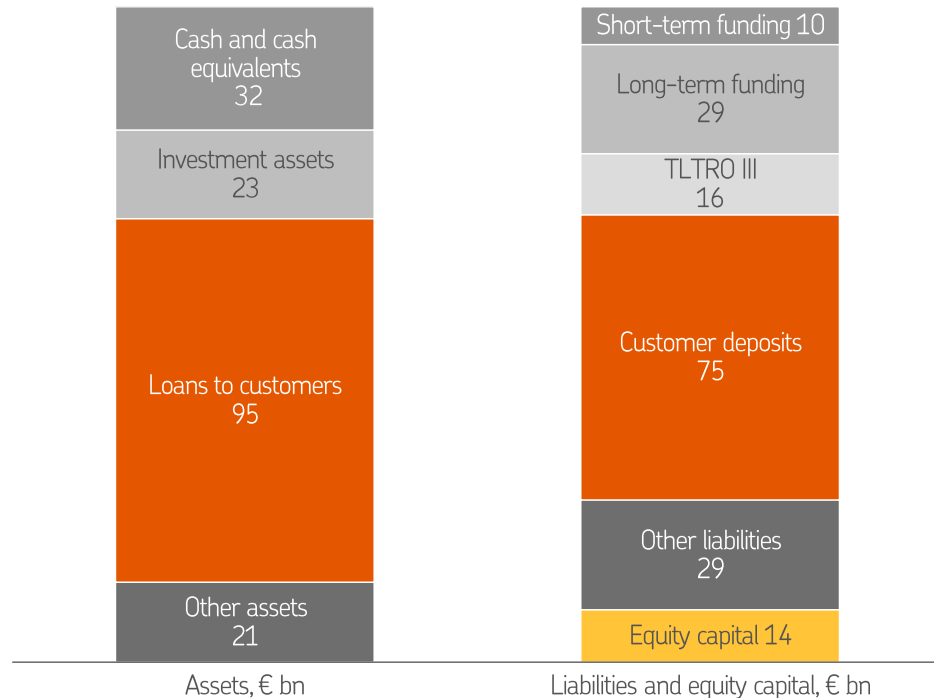 Cash and cash
equivalents
32
Investment assets
23
Loans to customers
95
Other assets
21
Assets, € bn
Short-term funding 10
Long-term funding
29
TLTRO III
16
Customer deposits
75
Other liabilities
29
Equity capital 14
Liabilities and equity capital, € bn